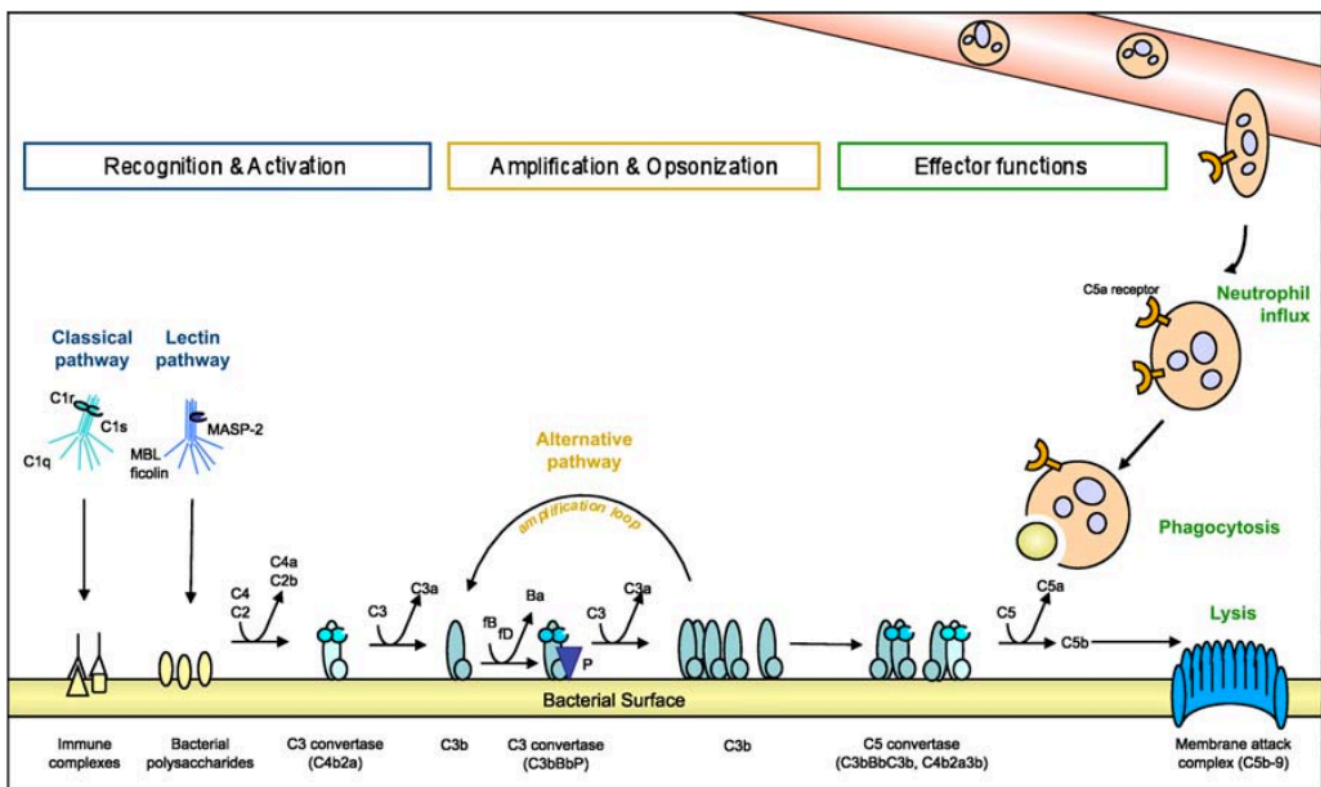 Recognition & Activation
Amplification & Opsonization
Effector functions
C5a receptor
Neutrophil
influx
Classical
pathway
Lectin
pathway
C1r
C1s
C1q
MASP-2
MBL
ficolin
Alternative
pathway
amplification loop
Phagocytosis
C4
C2
C4a
C2b
C3
C3a
fB
fD
Ba
P
C3
C3a
C5
C5a
C5b
Lysis
Bacterial Surface
Immune
complexes
Bacterial
polysaccharides
C3 convertase
(C4b2a)
C3b
C3 convertase
(C3bBbP)
C3b
C5 convertase
(C3bBbC3b, C4b2a3b)
Membrane attack
complex (C5b-9)